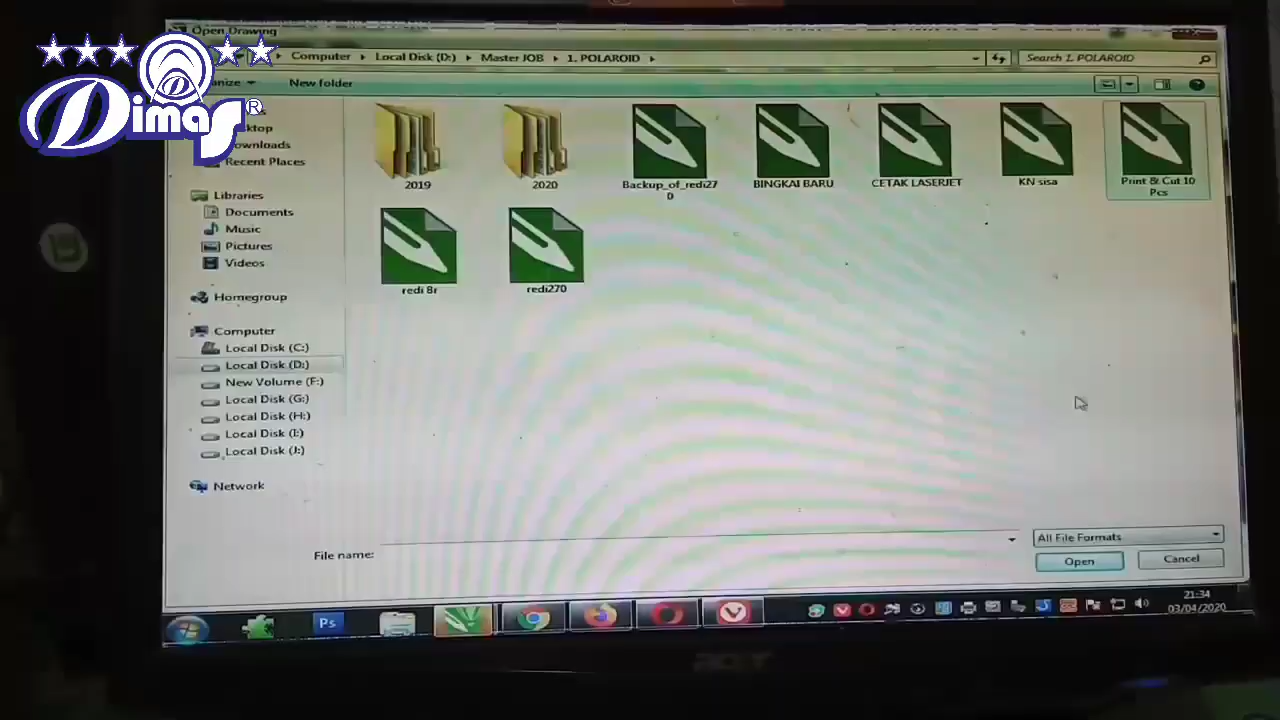 Open Drawing
Dimas®
Computer Local Disk (D:) Master JOB 1. POLAROID
Search 1. POLAROID
New folder
Recent Places
Libraries
Documents
Music
Pictures
Videos
Homegroup
Computer
Local Disk (C:)
Local Disk (D:)
New Volume (F:)
Local Disk (G:)
Local Disk (H:)
Local Disk (I:)
Local Disk (J:)
Network
2019
2020
Backup_of_redi27
0
BINGKAI BARU
CETAK LASERJET
KN sisa
Print & Cut 10
Pcs
redi 8r
redi270
File name:
All File Formats
Open
Cancel
Ps
21:34
03/04/2020
acer